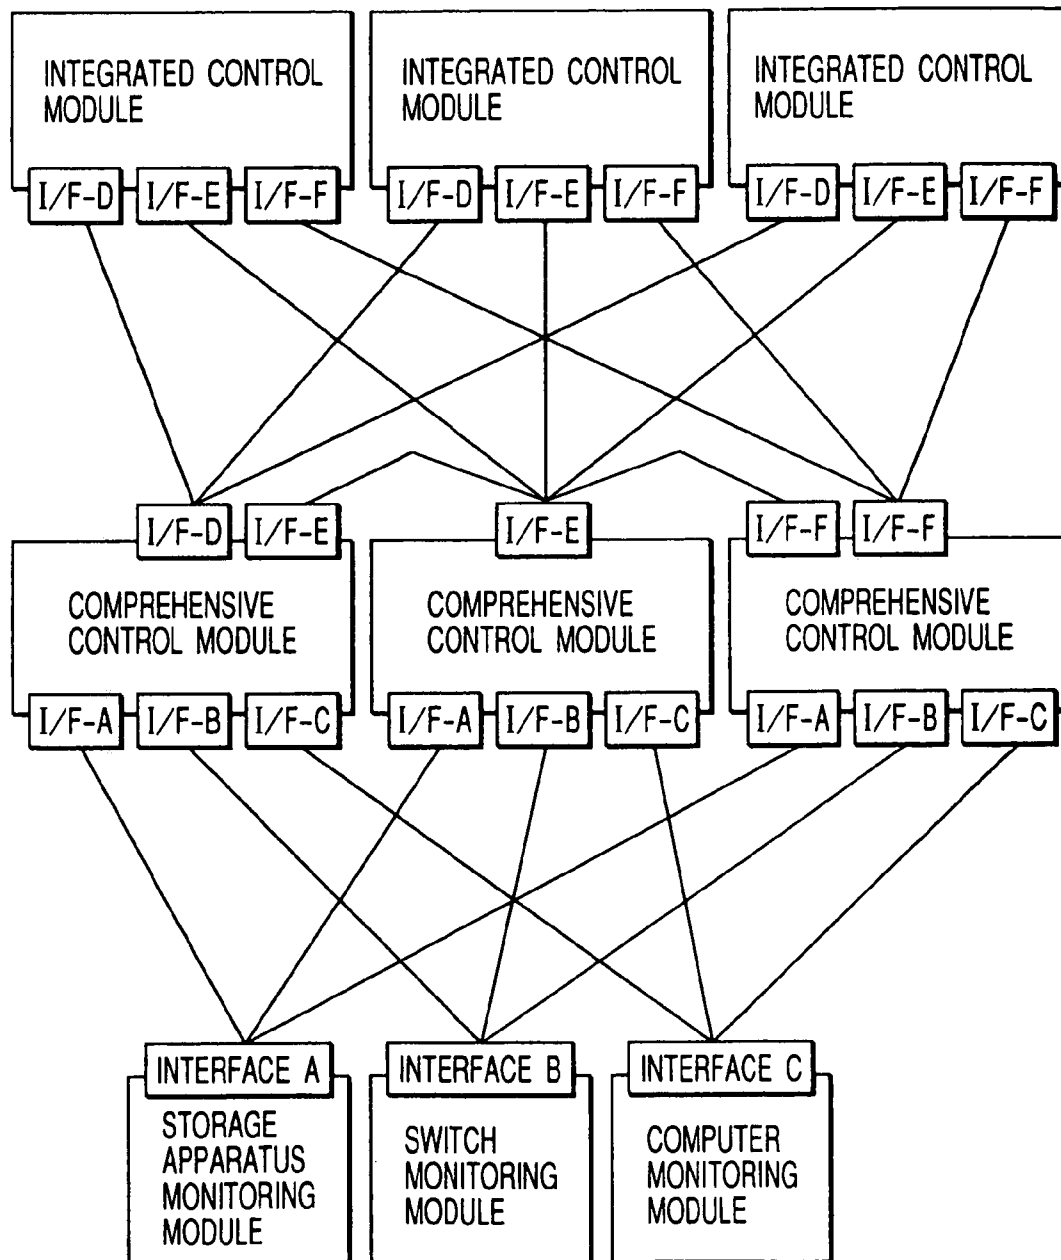 INTEGRATED CONTROL
MODULE
INTEGRATED CONTROL
MODULE
INTEGRATED CONTROL
MODULE
I/F-D
I/F-E
I/F-F
I/F-D
I/F-E
I/F-F
I/F-D
I/F-E
I/F-F
I/F-D
I/F-E
I/F-E
I/F-F
I/F-F
COMPREHENSIVE
CONTROL MODULE
COMPREHENSIVE
CONTROL MODULE
COMPREHENSIVE
CONTROL MODULE
I/F-A
I/F-B
I/F-C
I/F-A
I/F-B
I/F-C
I/F-A
I/F-B
I/F-C
INTERFACE A
STORAGE
APPARATUS
MONITORING
MODULE
INTERFACE B
SWITCH
MONITORING
MODULE
INTERFACE C
COMPUTER
MONITORING
MODULE